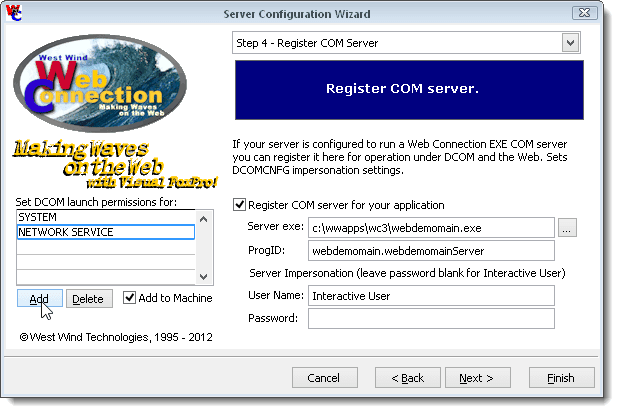 Server Configuration Wizard
Step 4 - Register COM Server
West Wind
Web
Connection
Making Waves
on the Web
Register COM server.
Making Waves
on the Web
with Visual FoxPro!
If your server is configured to run a Web Connection EXE COM server
you can register it here for operation under DCOM and the Web. Sets
DCOMCNFG impersonation settings.
Set DCOM launch permissions for:
SYSTEM
NETWORK SERVICE
Add
Delete
Add to Machine
© West Wind Technologies, 1995 - 2012
Register COM server for your application
Server exe:
c:\wwapps\wc3\webdemo.exe
...
ProgID:
webdemomain.webdemomainServer
Server Impersonation (leave password blank for Interactive User)
User Name:
Interactive User
Password:
Cancel
< Back
Next >
Finish